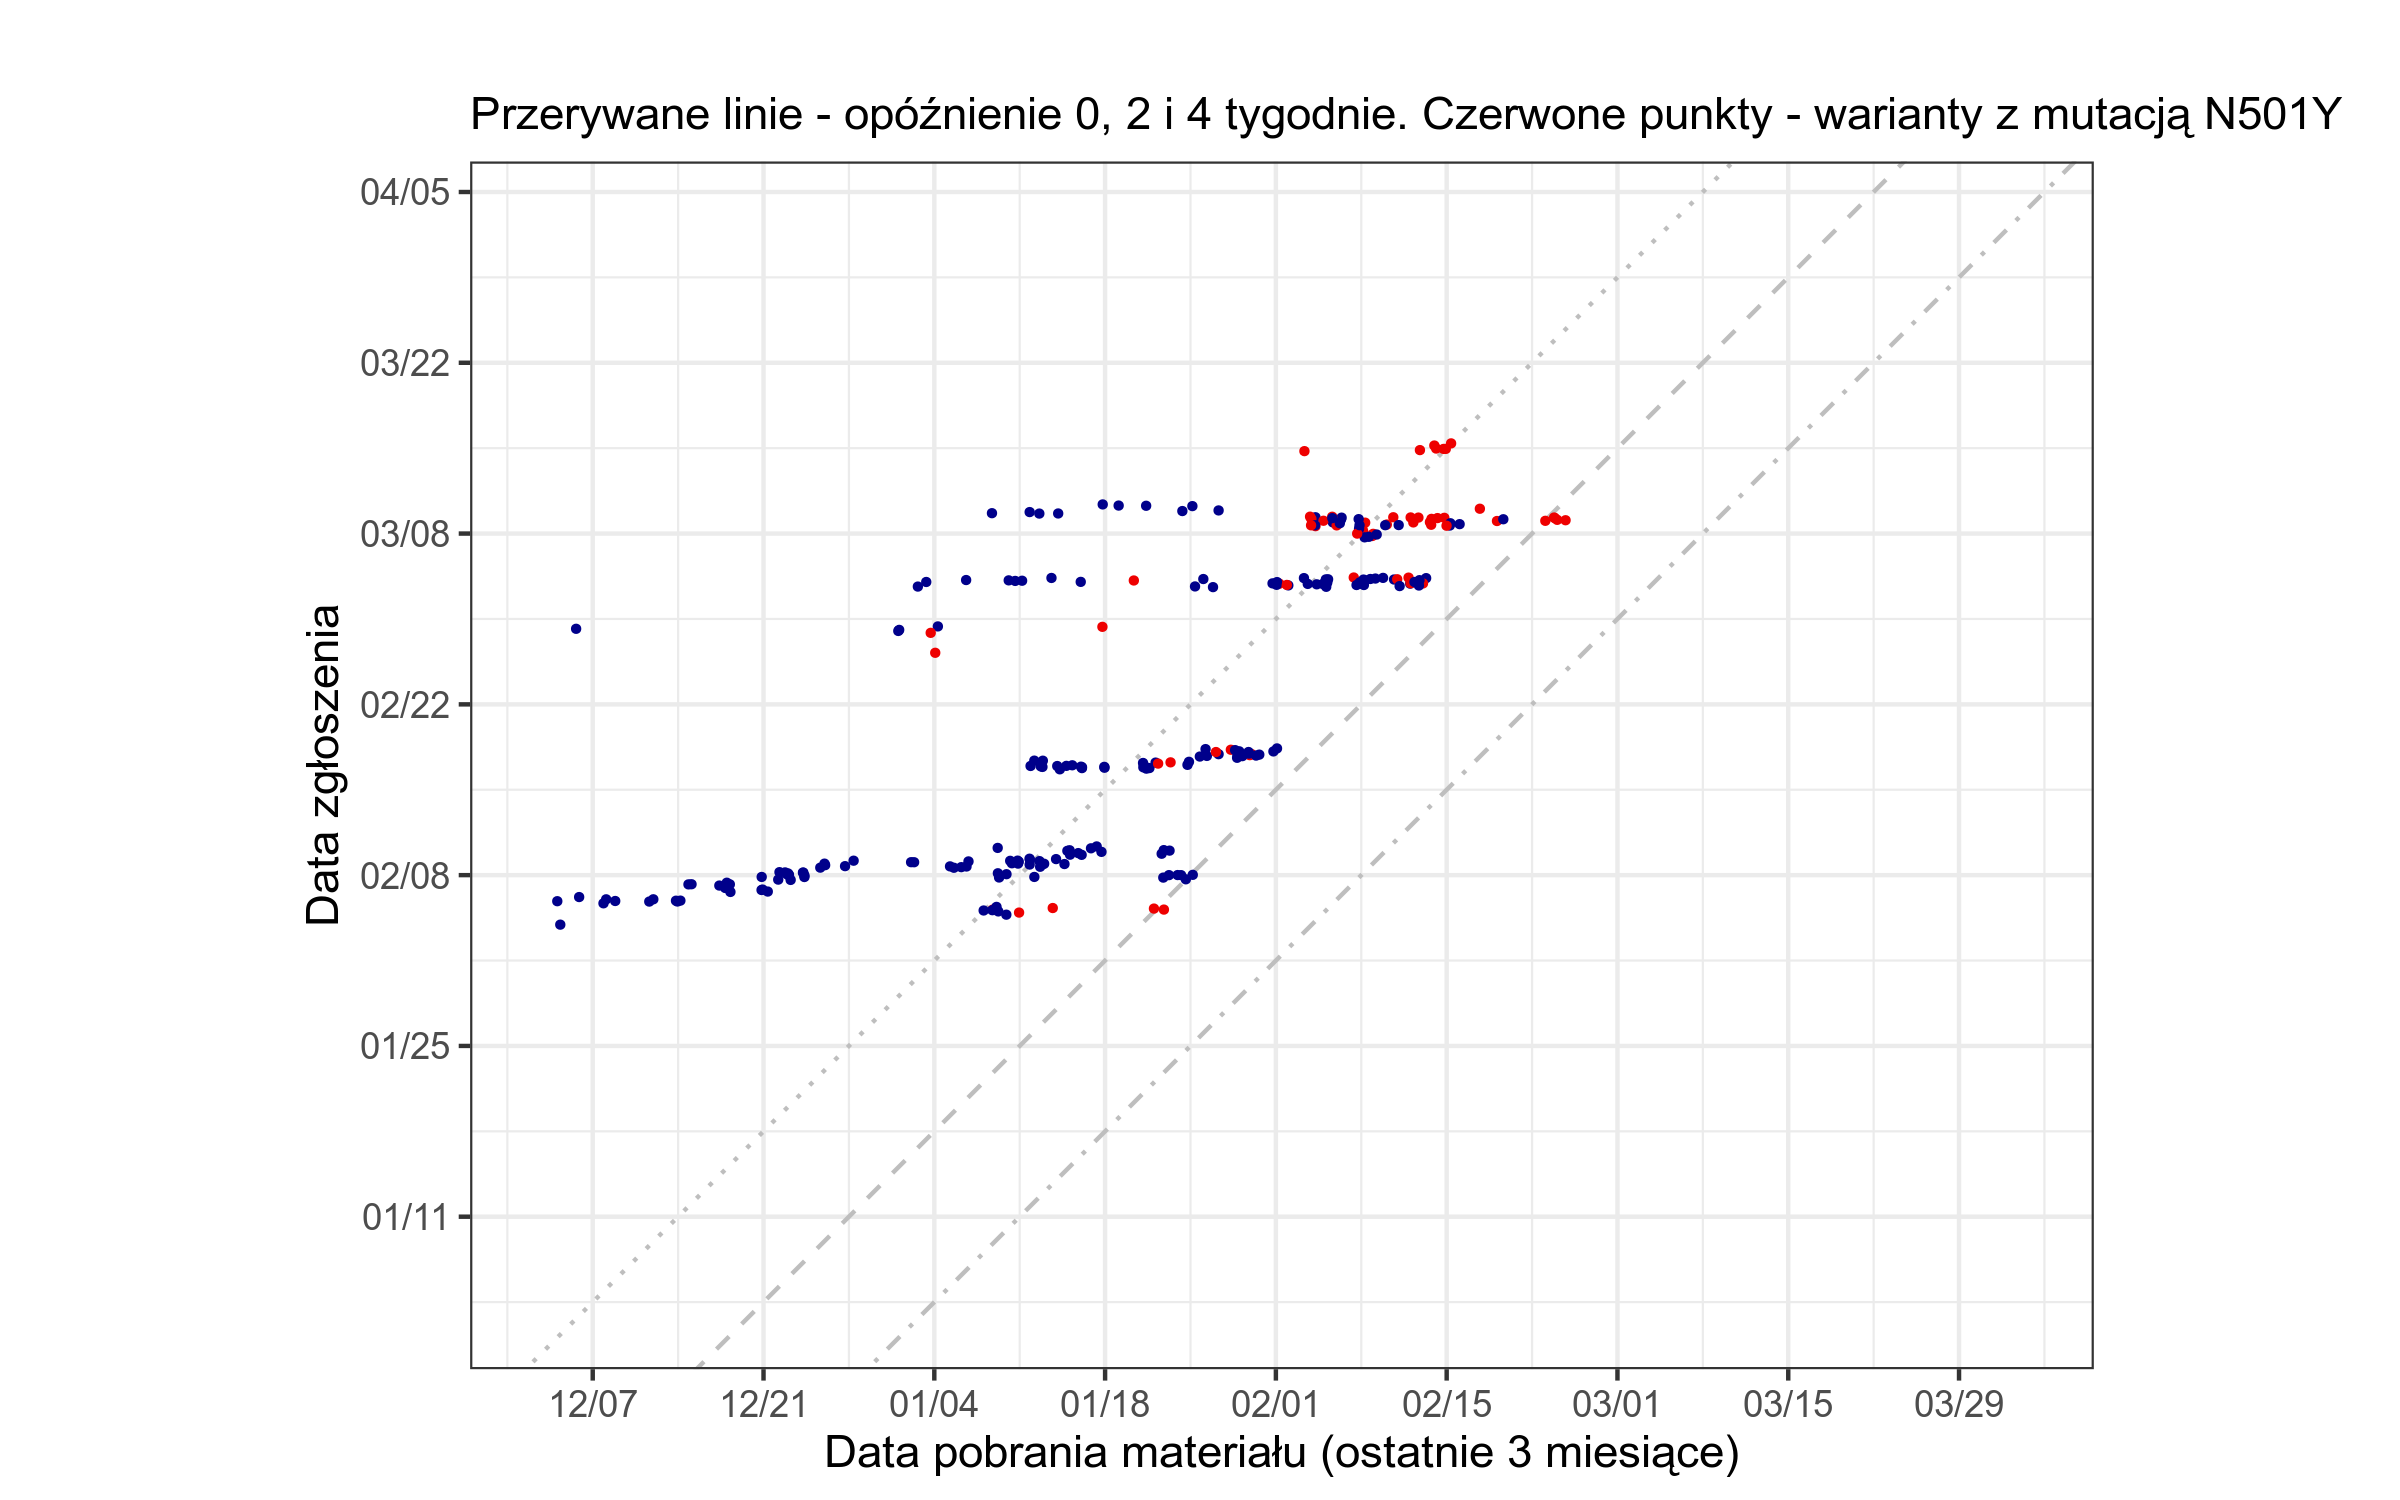 Przerywane linie - opóźnienie 0, 2 i 4 tygodnie. Czerwone punkty - warianty z mutacją N501Y
04/05
03/22
03/08
02/22
02/08
01/25
01/11
Data zgłoszenia
12/07 12/21 01/04 01/18 02/01 02/15 03/01 03/15 03/29
Data pobrania materiału (ostatnie 3 miesiące)